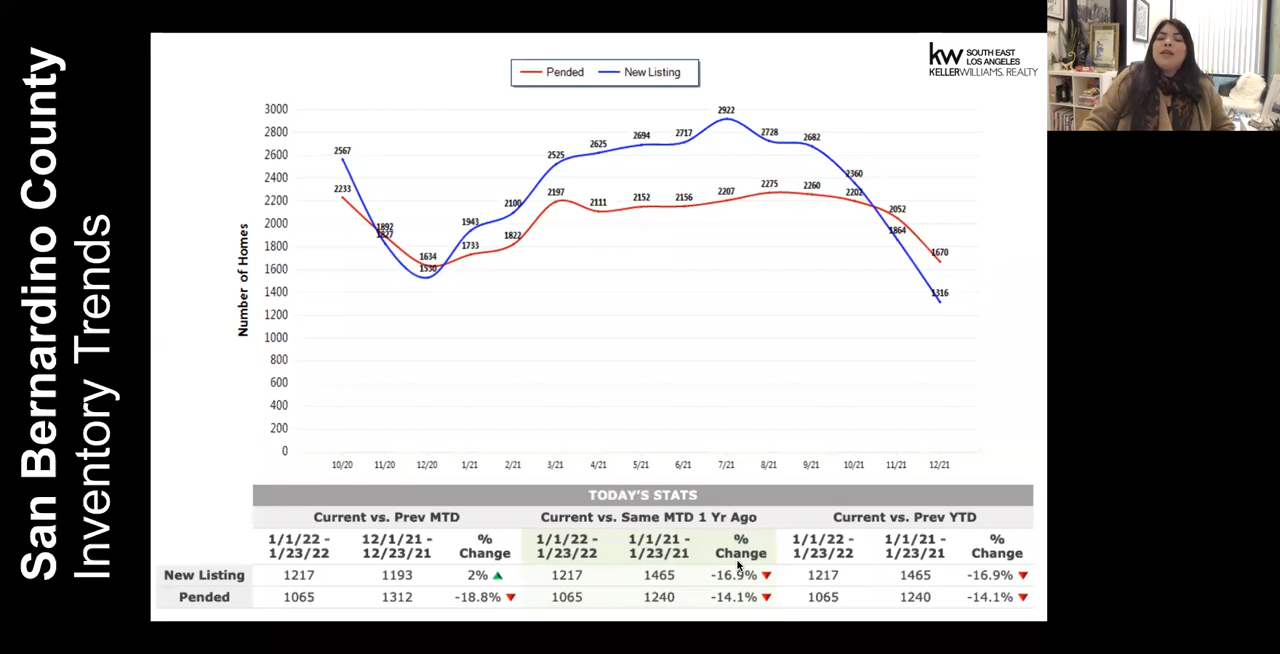 San Bernardino County
Inventory Trends
kw SOUTH EAST
LOS ANGELES
KELLERWILLIAMS. REALTY
Pended New Listing
Number of Homes
3000
2800
2600
2400
2200
2000
1800
1600
1400
1200
1000
800
600
400
200
0
2567 1892 1530 1943 2100 2525 2625 2694 2717 2922 2728 2682 2360 1864 1316
2233 1827 1634 1733 1822 2197 2111 2152 2156 2207 2275 2260 2202 2052 1670
10/20 11/20 12/20 1/21 2/21 3/21 4/21 5/21 6/21 7/21 8/21 9/21 10/21 11/21 12/21
TODAY'S STATS
Current vs. Prev MTD Current vs. Same MTD 1 Yr Ago Current vs. Prev YTD
1/1/22 - 12/1/21 - % 1/1/22 - 1/1/21 - % 1/1/22 - 1/1/21 - %
1/23/22 12/23/21 Change 1/23/22 1/23/21 Change 1/23/22 1/23/21 Change
New Listing 1217 1193 2% 1217 1465 -16.9% 1217 1465 -16.9%
Pended 1065 1312 -18.8% 1065 1240 -14.1% 1065 1240 -14.1%